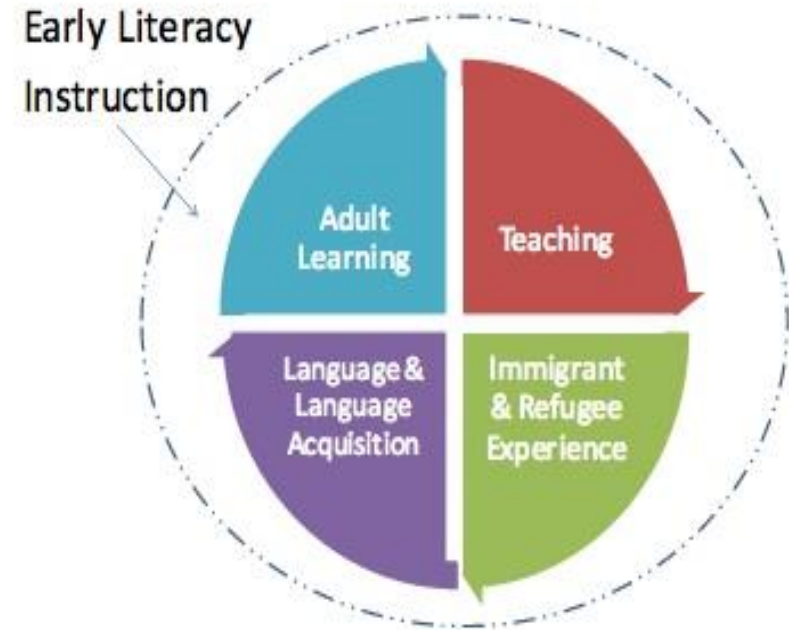 Early Literacy
Instruction
Adult
Learning
Teaching
Language &
Language
Acquisition
Immigrant
& Refugee
Experience